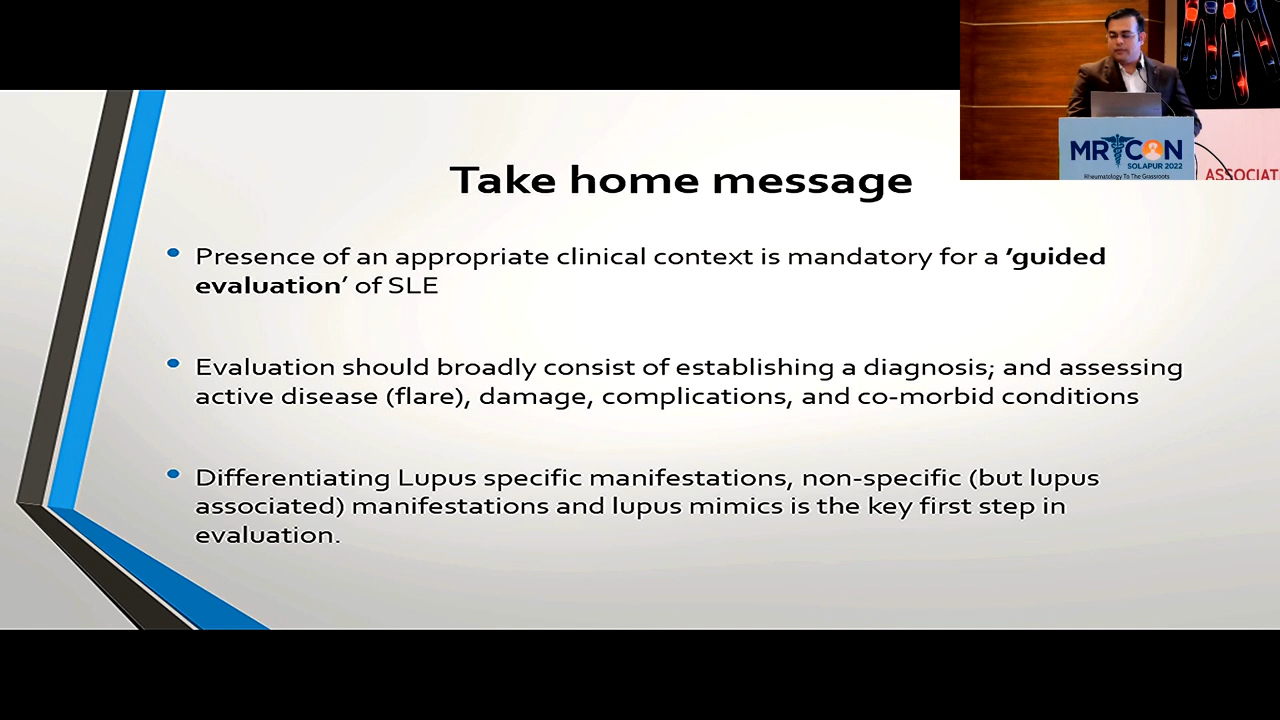 Take home message
Presence of an appropriate clinical context is mandatory for a ’guided
evaluation’ of SLE
Evaluation should broadly consist of establishing a diagnosis; and assessing
active disease (flare), damage, complications, and co-morbid conditions
Differentiating Lupus specific manifestations, non-specific (but lupus
associated) manifestations and lupus mimics is the key first step in
evaluation.
MR CON
SOLAPUR 2022
Rheumatology To The Grassroots
ASSOCIAT